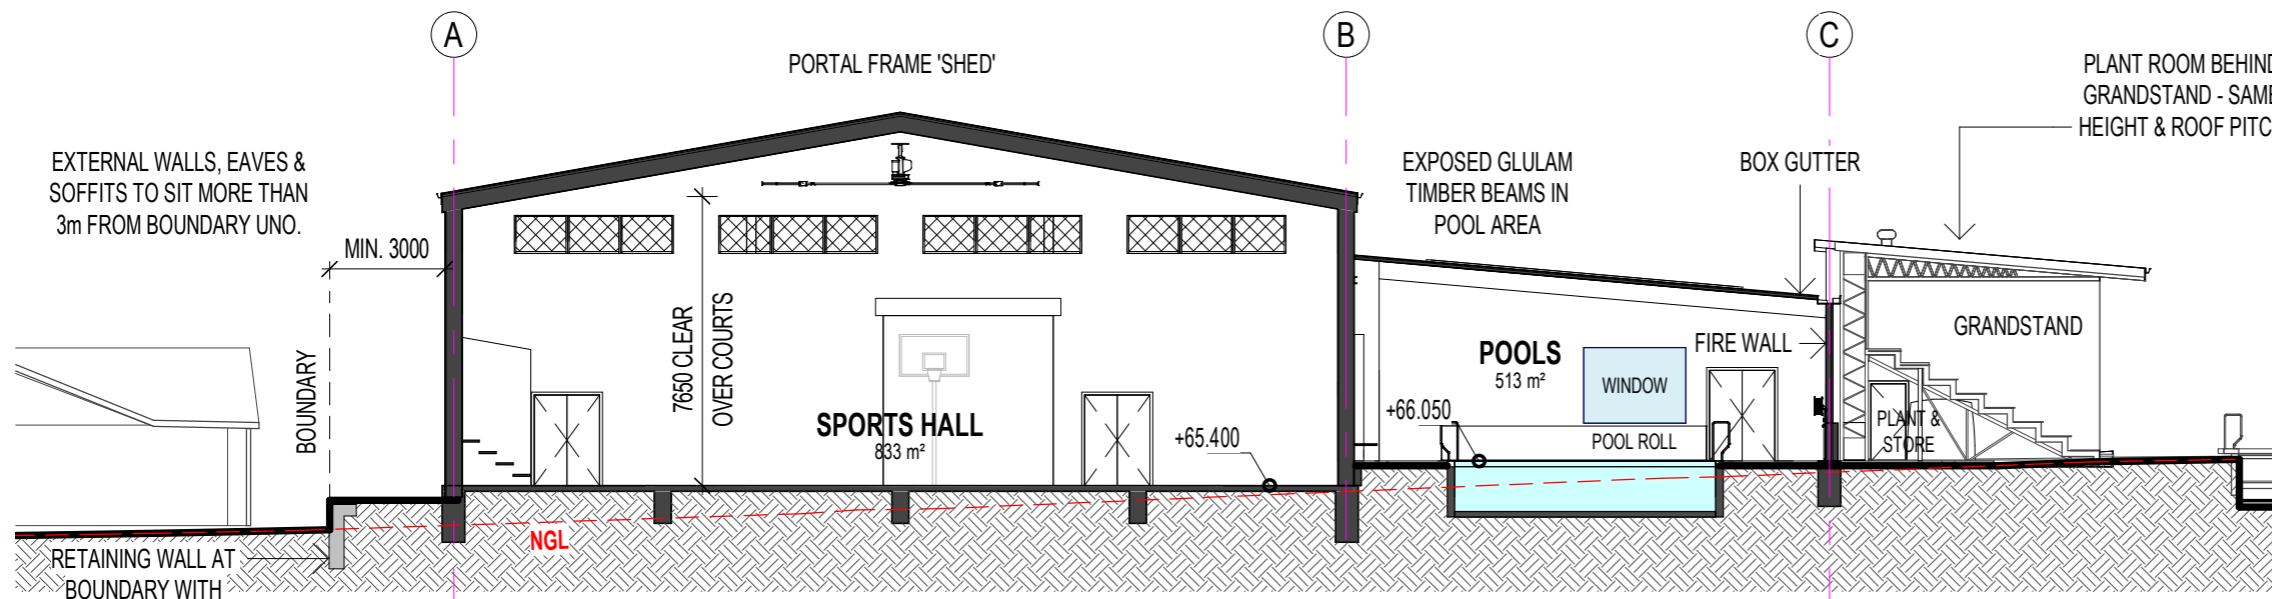 A
B
C
PORTAL FRAME 'SHED'
PLANT ROOM BEHIND
GRANDSTAND - SAME
HEIGHT & ROOF PITC
EXTERNAL WALLS, EAVES &
SOFFITS TO SIT MORE THAN
3m FROM BOUNDARY UNO.
MIN. 3000
EXPOSED GLULAM
TIMBER BEAMS IN
POOL AREA
BOX GUTTER
BOUNDARY
7650 CLEAR
OVER COURTS
SPORTS HALL
833 m²
+65.400
POOLS
513 m²
WINDOW
FIRE WALL
+66.050
POOL ROLL
GRANDSTAND
PLANT &
STORE
NGL
RETAINING WALL AT
BOUNDARY WITH